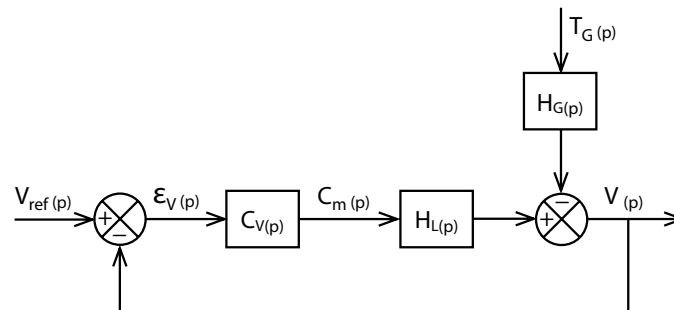 T_G (p)
H_G(p)
V_ref (p)
+
−
ε_V (p)
C_V(p)
C_m (p)
H_L(p)
−
+
V (p)